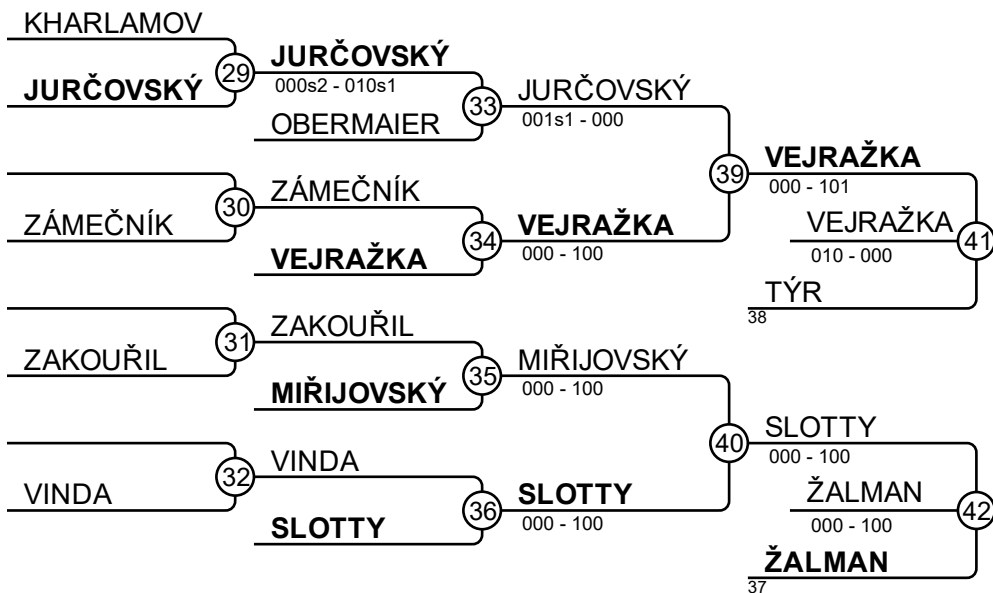 KHARLAMOV
JURČOVSKÝ
29
JURČOVSKÝ
000s2 - 010s1
OBERMAIER
33
JURČOVSKÝ
001s1 - 000
ZÁMEČNÍK
30
ZÁMEČNÍK
VEJRAŽKA
34
VEJRAŽKA
000 - 100
39
VEJRAŽKA
000 - 101
VEJRAŽKA
010 - 000
41
TÝR
38
ZAKOUŘIL
31
ZAKOUŘIL
MIŘIJOVSKÝ
35
MIŘIJOVSKÝ
000 - 100
VINDA
32
VINDA
SLOTTY
36
SLOTTY
000 - 100
40
SLOTTY
000 - 100
ŽALMAN
000 - 100
42
ŽALMAN
37